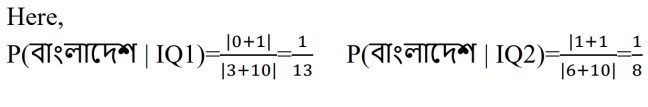 Here,
P(বাংলাদেশ | IQ1)=|0+1|/|3+10|=1/13 P(বাংলাদেশ | IQ2)=|1+1/|6+10|=1/8